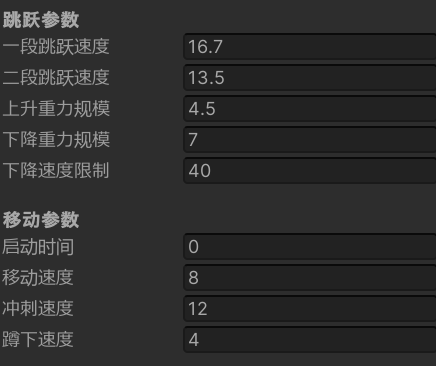 跳跃参数
一段跳跃速度 16.7
二段跳跃速度 13.5
上升重力规模 4.5
下降重力规模 7
下降速度限制 40
移动参数
启动时间 0
移动速度 8
冲刺速度 12
蹲下速度 4